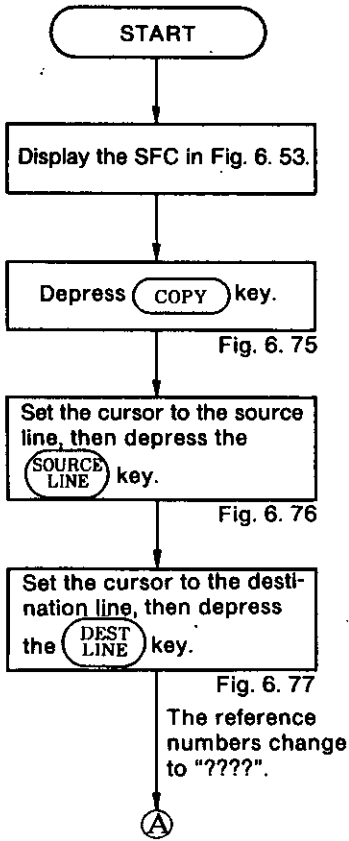 START
Display the SFC in Fig. 6. 53.
Depress COPY key.
Fig. 6. 75
Set the cursor to the source
line, then depress the
SOURCE
LINE key.
Fig. 6. 76
Set the cursor to the desti-
nation line, then depress
the DEST
LINE key.
Fig. 6. 77
The reference
numbers change
to "????".
A